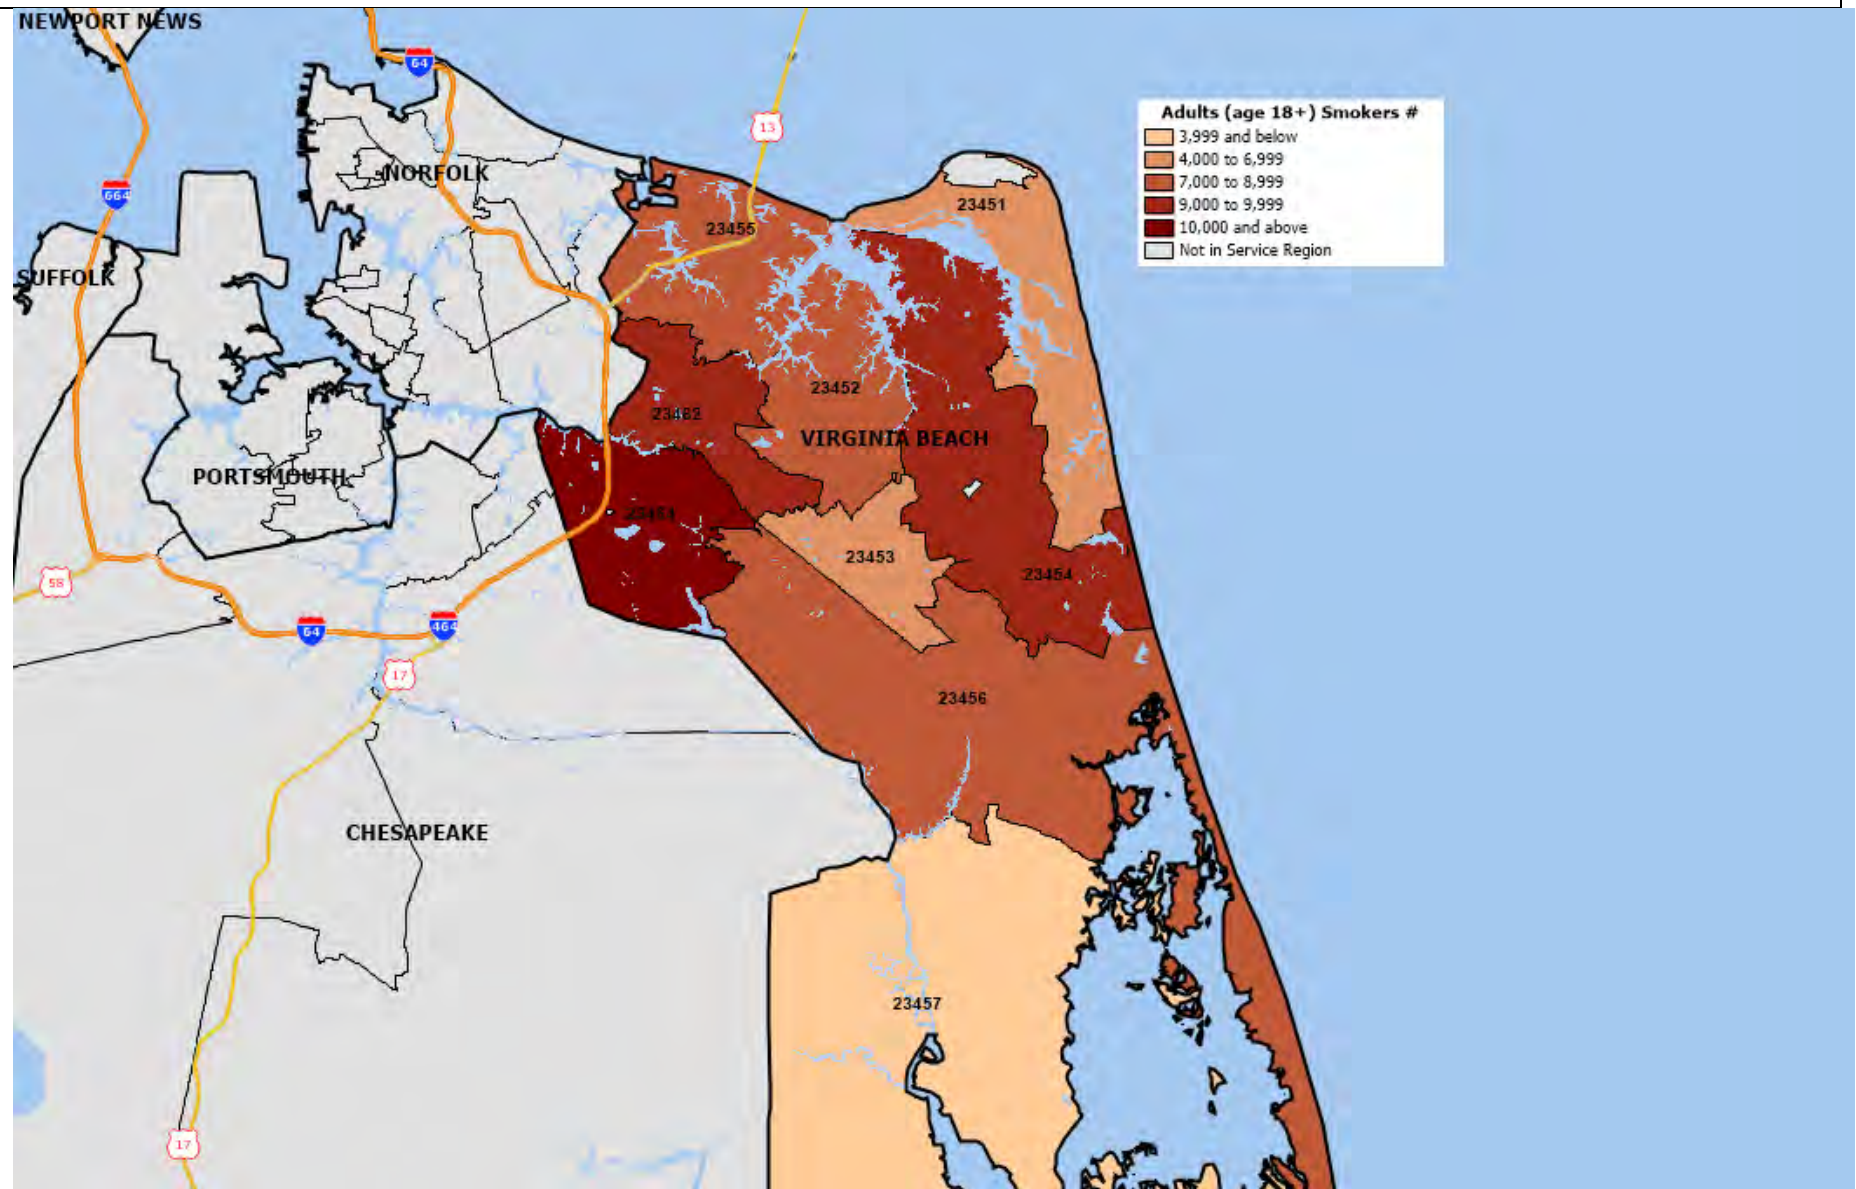 NEWPORT NEWS
64
13
Adults (age 18+) Smokers #
3,999 and below
4,000 to 6,999
7,000 to 8,999
9,000 to 9,999
10,000 and above
Not in Service Region
NORFOLK
664
23451
23455
SUFFOLK
23452
23462
VIRGINIA BEACH
PORTSMOUTH
23453
23454
58
64
464
17
23456
CHESAPEAKE
23457
17